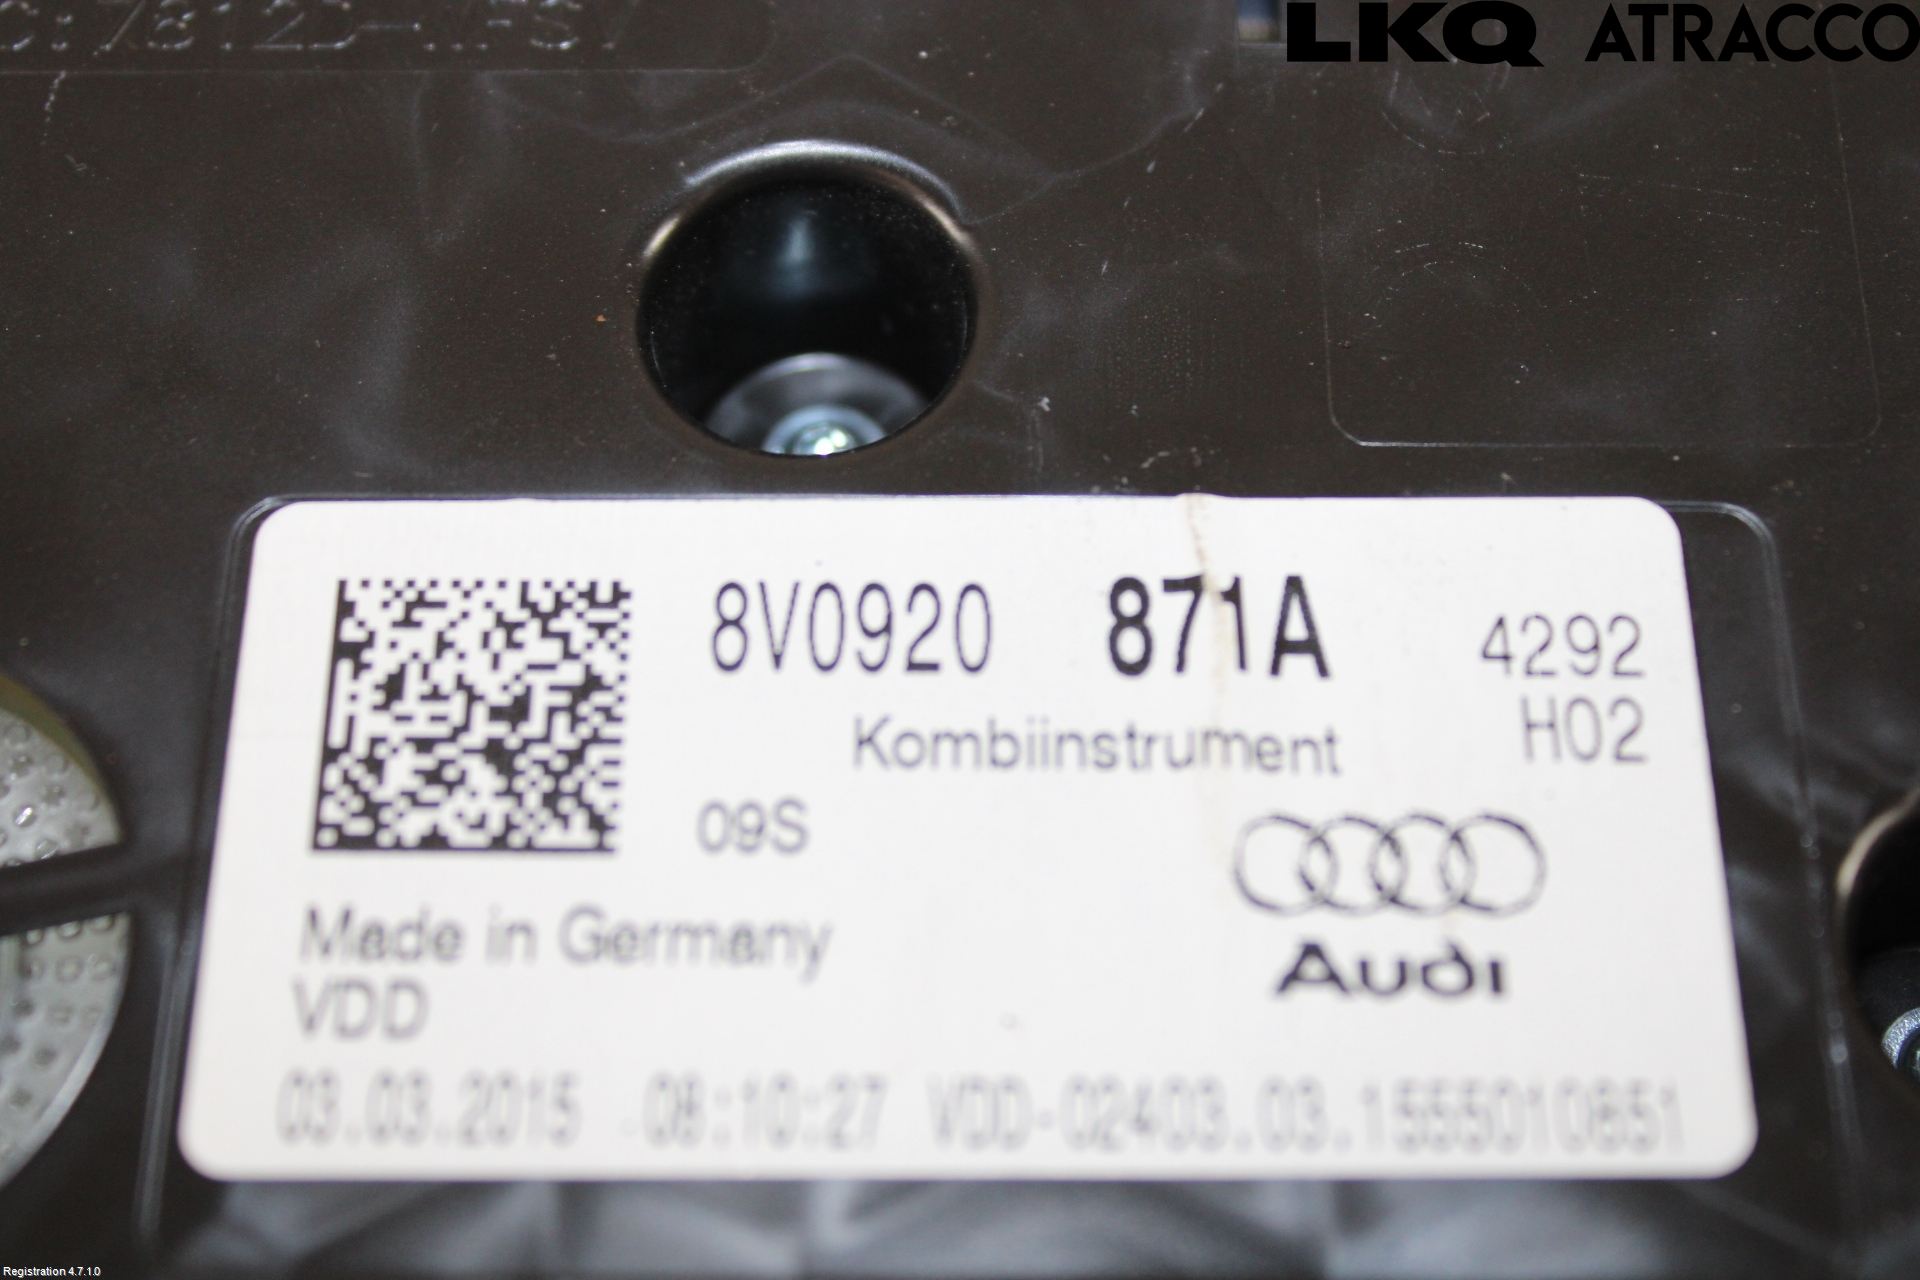 LKQ ATRACCO
8V0920 871A 4292
H02
Kombiinstrument
09S
Audi
Made in Germany
VDD
03.03.2015 08:10:27 VDD-02403.03.1555010851
Registration 4.7.1.0